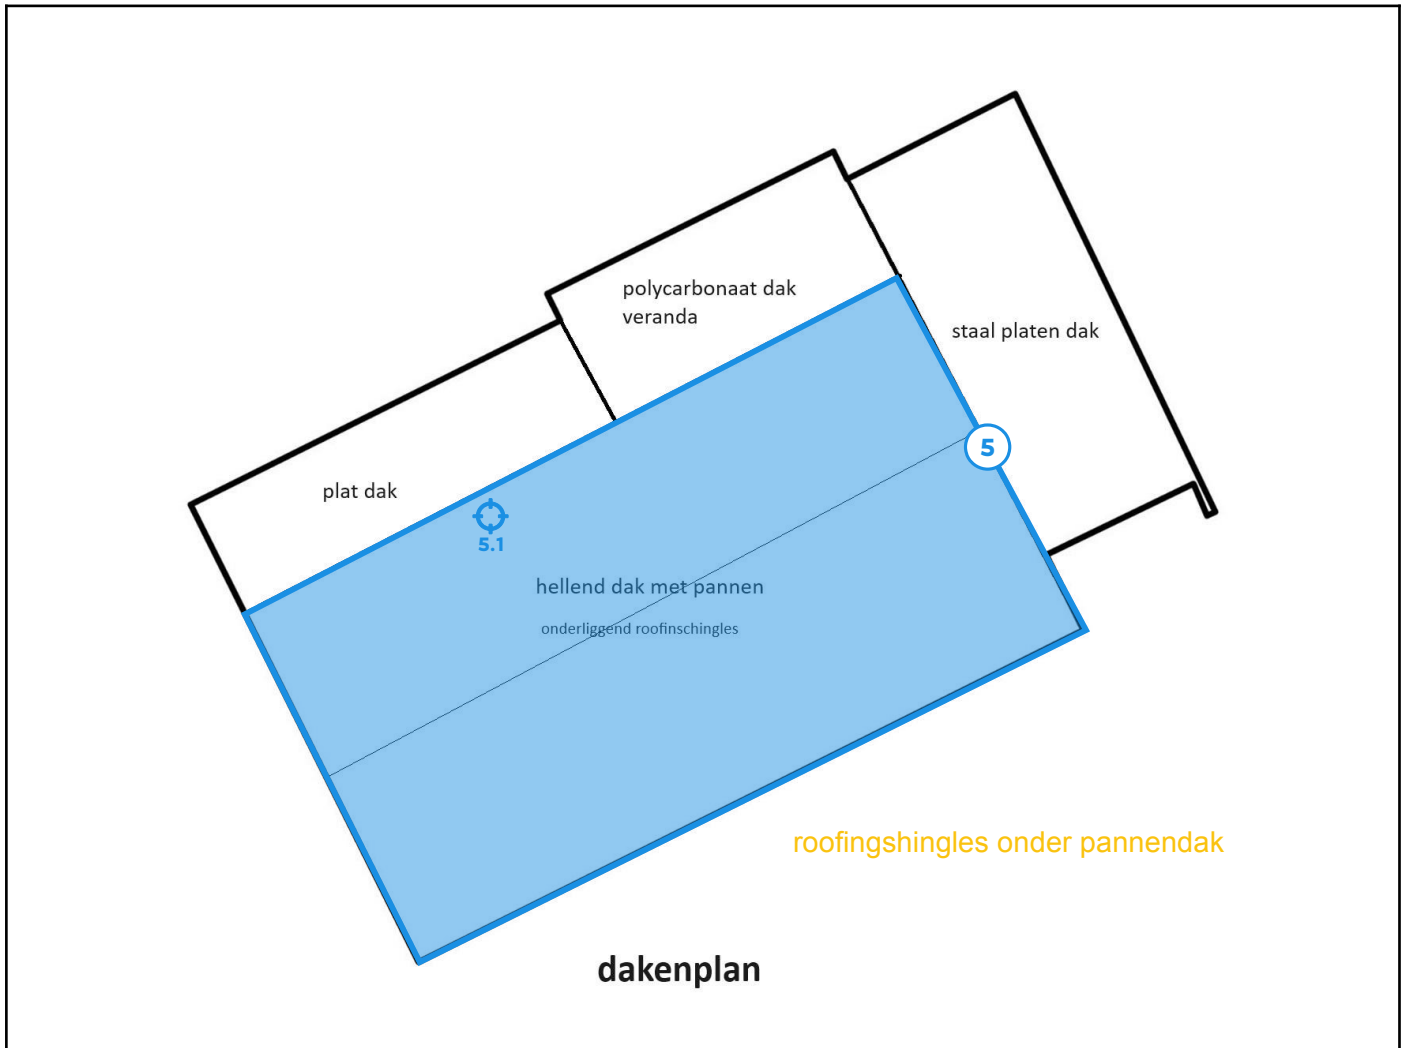 polycarbonaat dak
veranda
staal platen dak
5
plat dak
5.1
hellend dak met pannen
onderliggend roofinschingles
roofingshingles onder pannendak
dakenplan